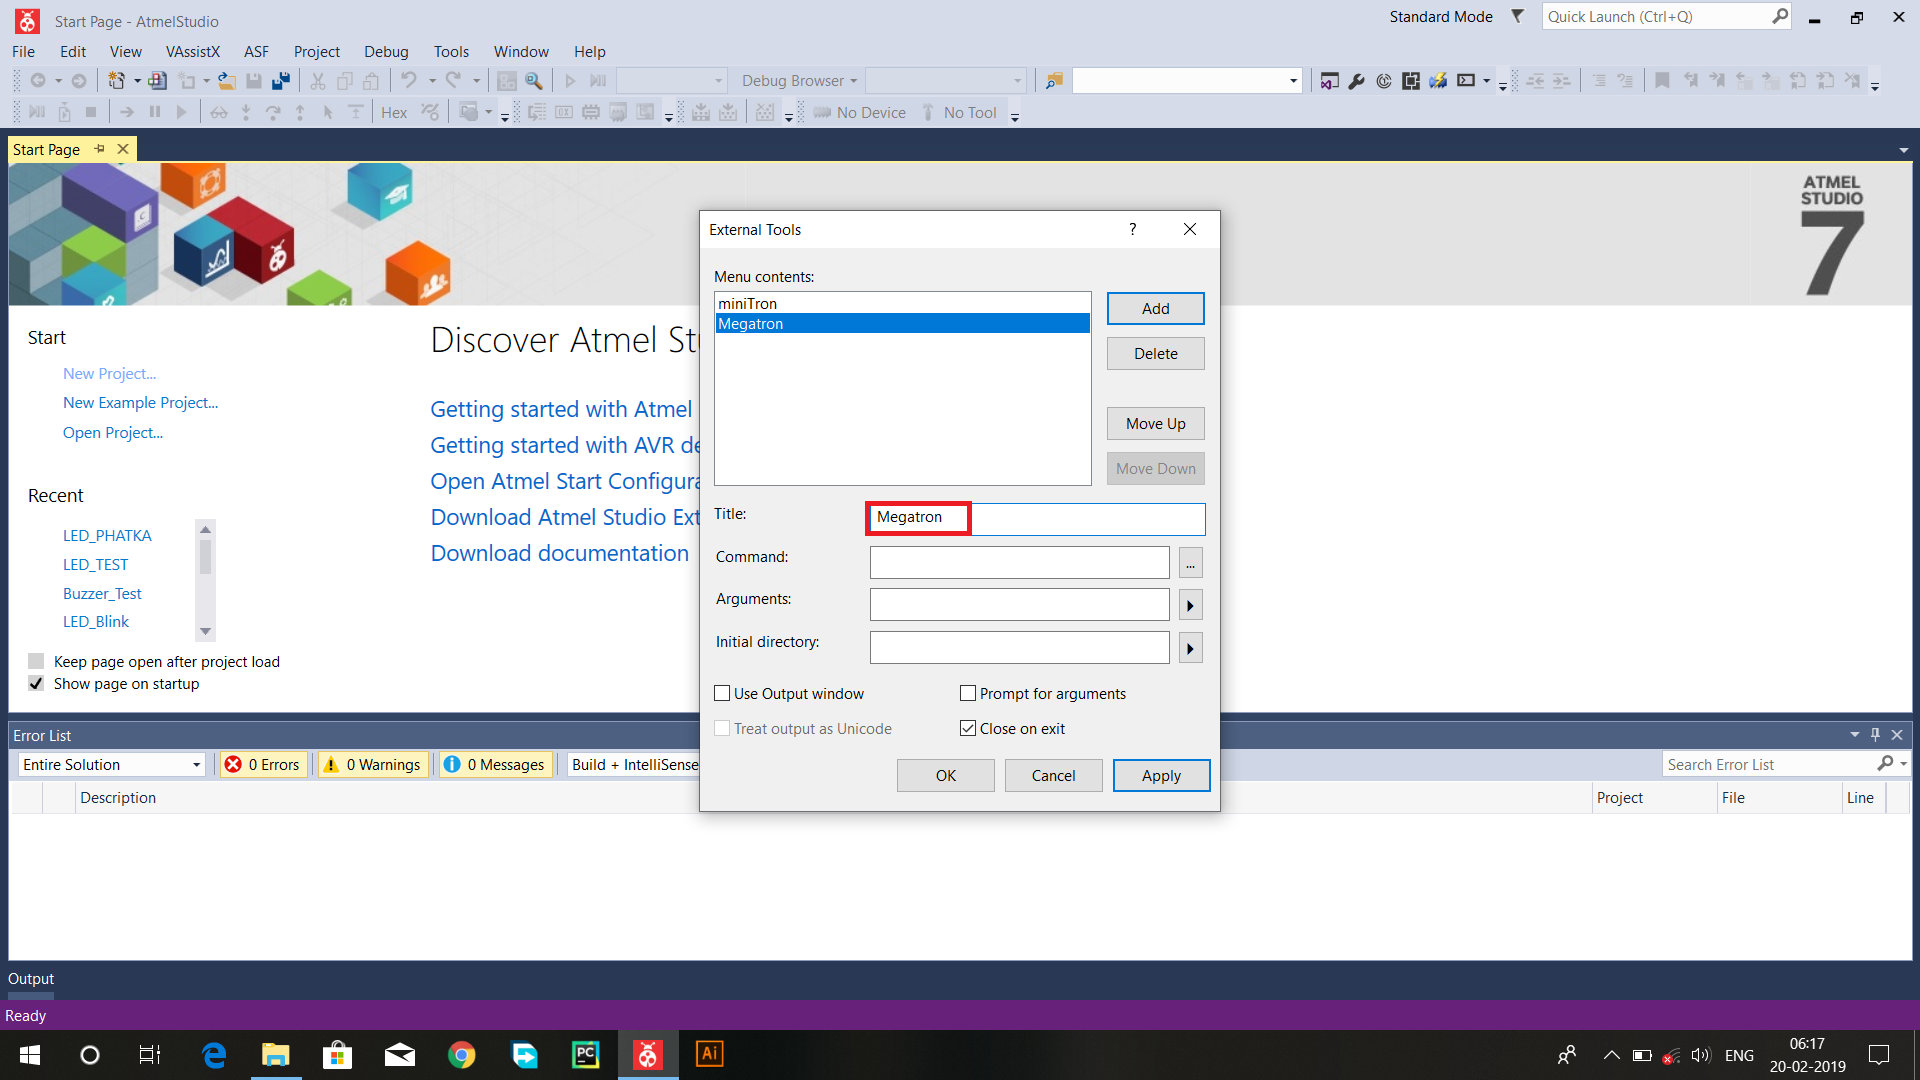 Start Page - AtmelStudio
Standard Mode
Quick Launch (Ctrl+Q)
File Edit View VAssistX ASF Project Debug Tools Window Help
Debug Browser
Hex
No Device
No Tool
Start Page
ATMEL
STUDIO
7
Start
New Project...
New Example Project...
Open Project...
Recent
LED_PHATKA
LED_TEST
Buzzer_Test
LED_Blink
Keep page open after project load
Show page on startup
Discover Atmel St
Getting started with Atmel
Getting started with AVR de
Open Atmel Start Configura
Download Atmel Studio Ext
Download documentation
External Tools
?
Menu contents:
miniTron
Megatron
Add
Delete
Move Up
Move Down
Title:
Megatron
Command:
...
Arguments:
Initial directory:
Use Output window
Prompt for arguments
Treat output as Unicode
Close on exit
OK
Cancel
Apply
Error List
Entire Solution
0 Errors
0 Warnings
0 Messages
Build + IntelliSense
Search Error List
Description
Project
File
Line
Output
Ready
PC
Ai
ENG
06:17
20-02-2019